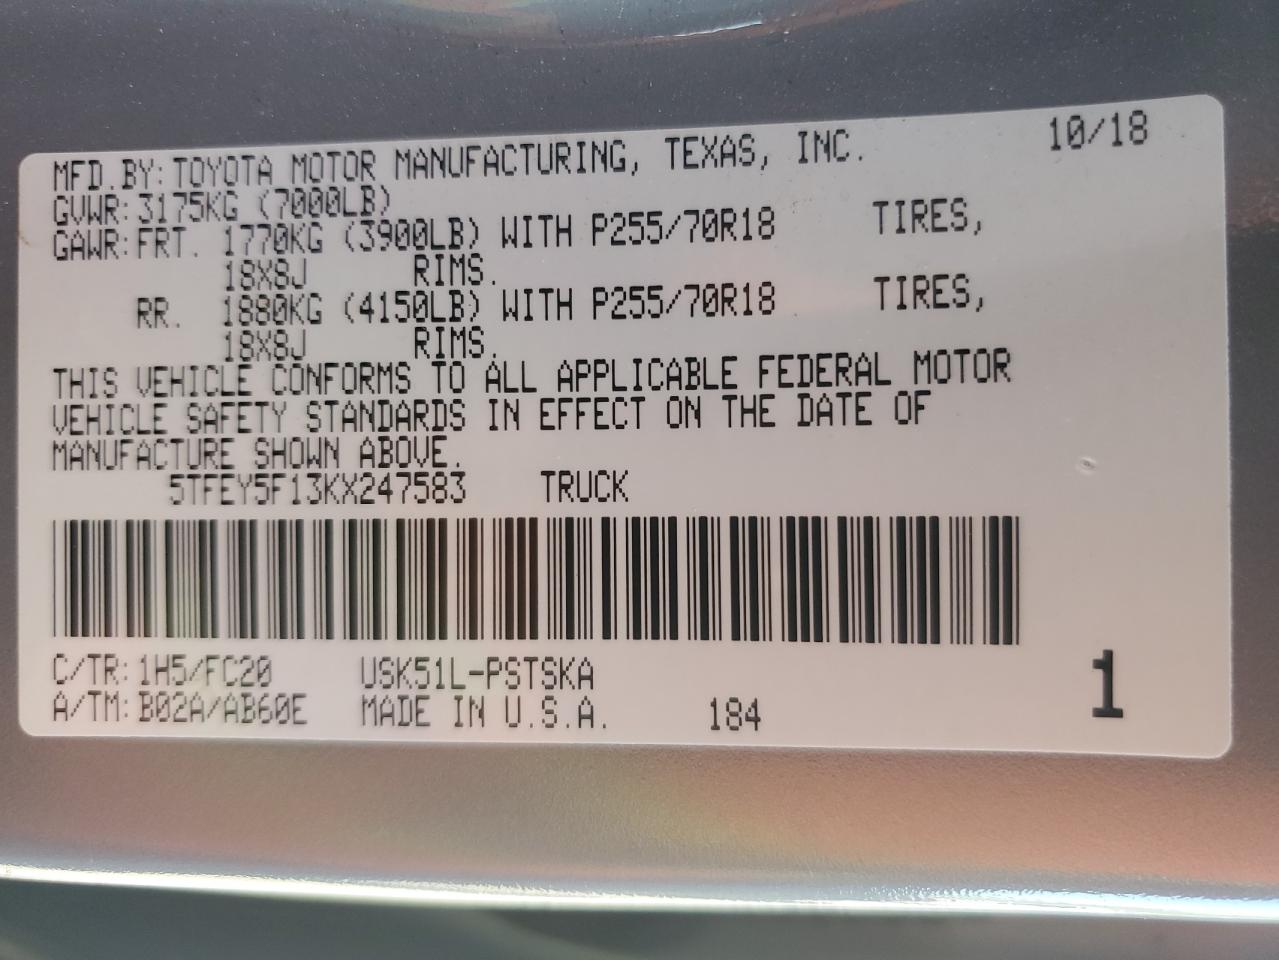 MFD.BY: TOYOTA MOTOR MANUFACTURING, TEXAS, INC. 10/18
GVWR: 3175KG (7000LB)
GAWR: FRT. 1770KG (3900LB) WITH P255/70R18 TIRES,
18X8J RIMS.
RR. 1880KG (4150LB) WITH P255/70R18 TIRES,
18X8J RIMS.
THIS VEHICLE CONFORMS TO ALL APPLICABLE FEDERAL MOTOR
VEHICLE SAFETY STANDARDS IN EFFECT ON THE DATE OF
MANUFACTURE SHOWN ABOVE.
5TFEY5F13KX247583 TRUCK
C/TR: 1H5/FC20 USK51L-PSTSKA
A/TM: B02A/AB60E MADE IN U.S.A. 184 1